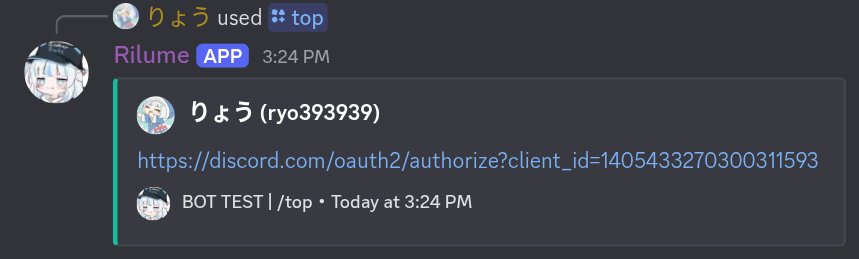 りょう used top
Rilume APP 3:24 PM
りょう (ryo393939)
https://discord.com/oauth2/authorize?client_id=1405433270300311593
BOT TEST | /top • Today at 3:24 PM